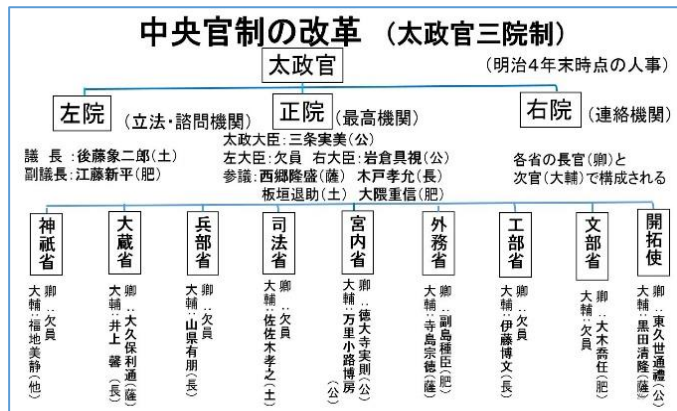 中央官制の改革 (太政官三院制)
太政官
(明治4年末時点の人事)
左院 (立法・諮問機関)
議 長:後藤象二郎(土)
副議長:江藤新平(肥)
正院 (最高機関)
太政大臣:三条実美(公)
左大臣:欠員 右大臣:岩倉具視(公)
参議:西郷隆盛(薩) 木戸孝允(長)
板垣退助(土) 大隈重信(肥)
右院 (連絡機関)
各省の長官(卿)と
次官(大輔)で構成される
神祇省
卿:欠員
大輔:福地美静(他)
大蔵省
卿:大久保利通(薩)
大輔:井上 馨(長)
兵部省
卿:欠員
大輔:山県有朋(長)
司法省
卿:欠員
大輔:佐佐木孝之(土)
宮内省
卿:徳大寺実則(公)
大輔:万里小路博房(公)
外務省
卿:副島種臣(肥)
大輔:寺島宗徳(薩)
工部省
卿:欠員
大輔:伊藤博文(長)
文部省
卿:大木喬任(肥)
大輔:欠員
開拓使
卿:東久世通禧(公)
大輔:黒田清隆(薩)